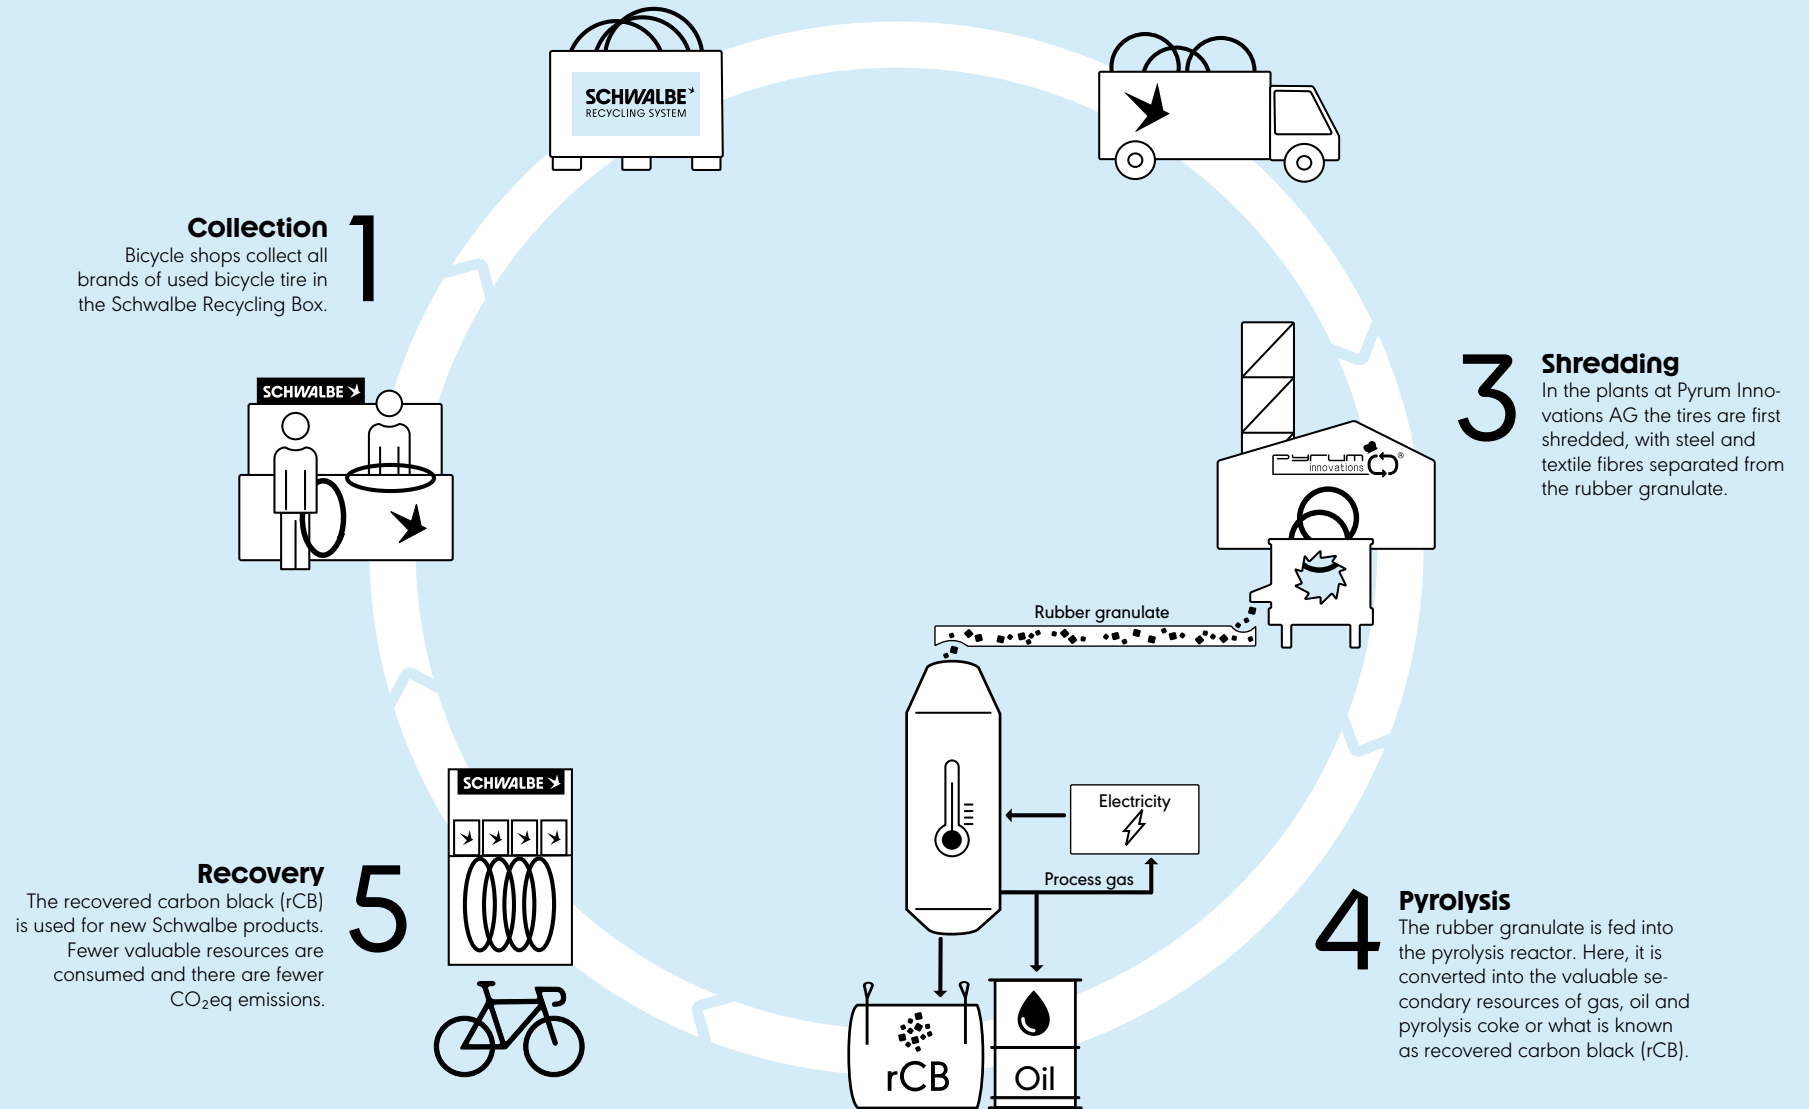 SCHWALBE
RECYCLING SYSTEM
1
Collection
Bicycle shops collect all
brands of used bicycle tire in
the Schwalbe Recycling Box.
SCHWALBE
3
Shredding
In the plants at Pyrum Inno-
vations AG the tires are first
shredded, with steel and
textile fibres separated from
the rubber granulate.
pyrum
innovations
®
Rubber granulate
Electricity
Process gas
4
Pyrolysis
The rubber granulate is fed into
the pyrolysis reactor. Here, it is
converted into the valuable se-
condary resources of gas, oil and
pyrolysis coke or what is known
as recovered carbon black (rCB).
rCB
Oil
SCHWALBE
5
Recovery
The recovered carbon black (rCB)
is used for new Schwalbe products.
Fewer valuable resources are
consumed and there are fewer
CO₂eq emissions.